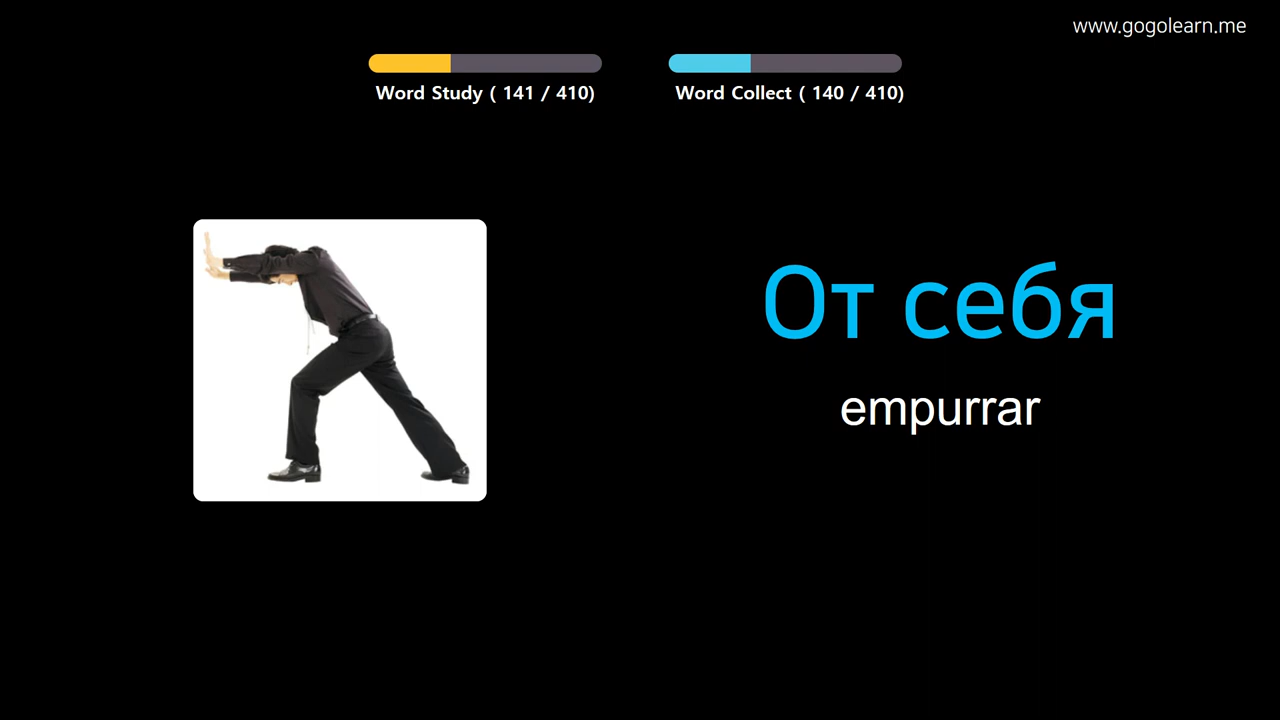 www.gogolearn.me
Word Study ( 141 / 410)
Word Collect ( 140 / 410)
От себя
empurrar